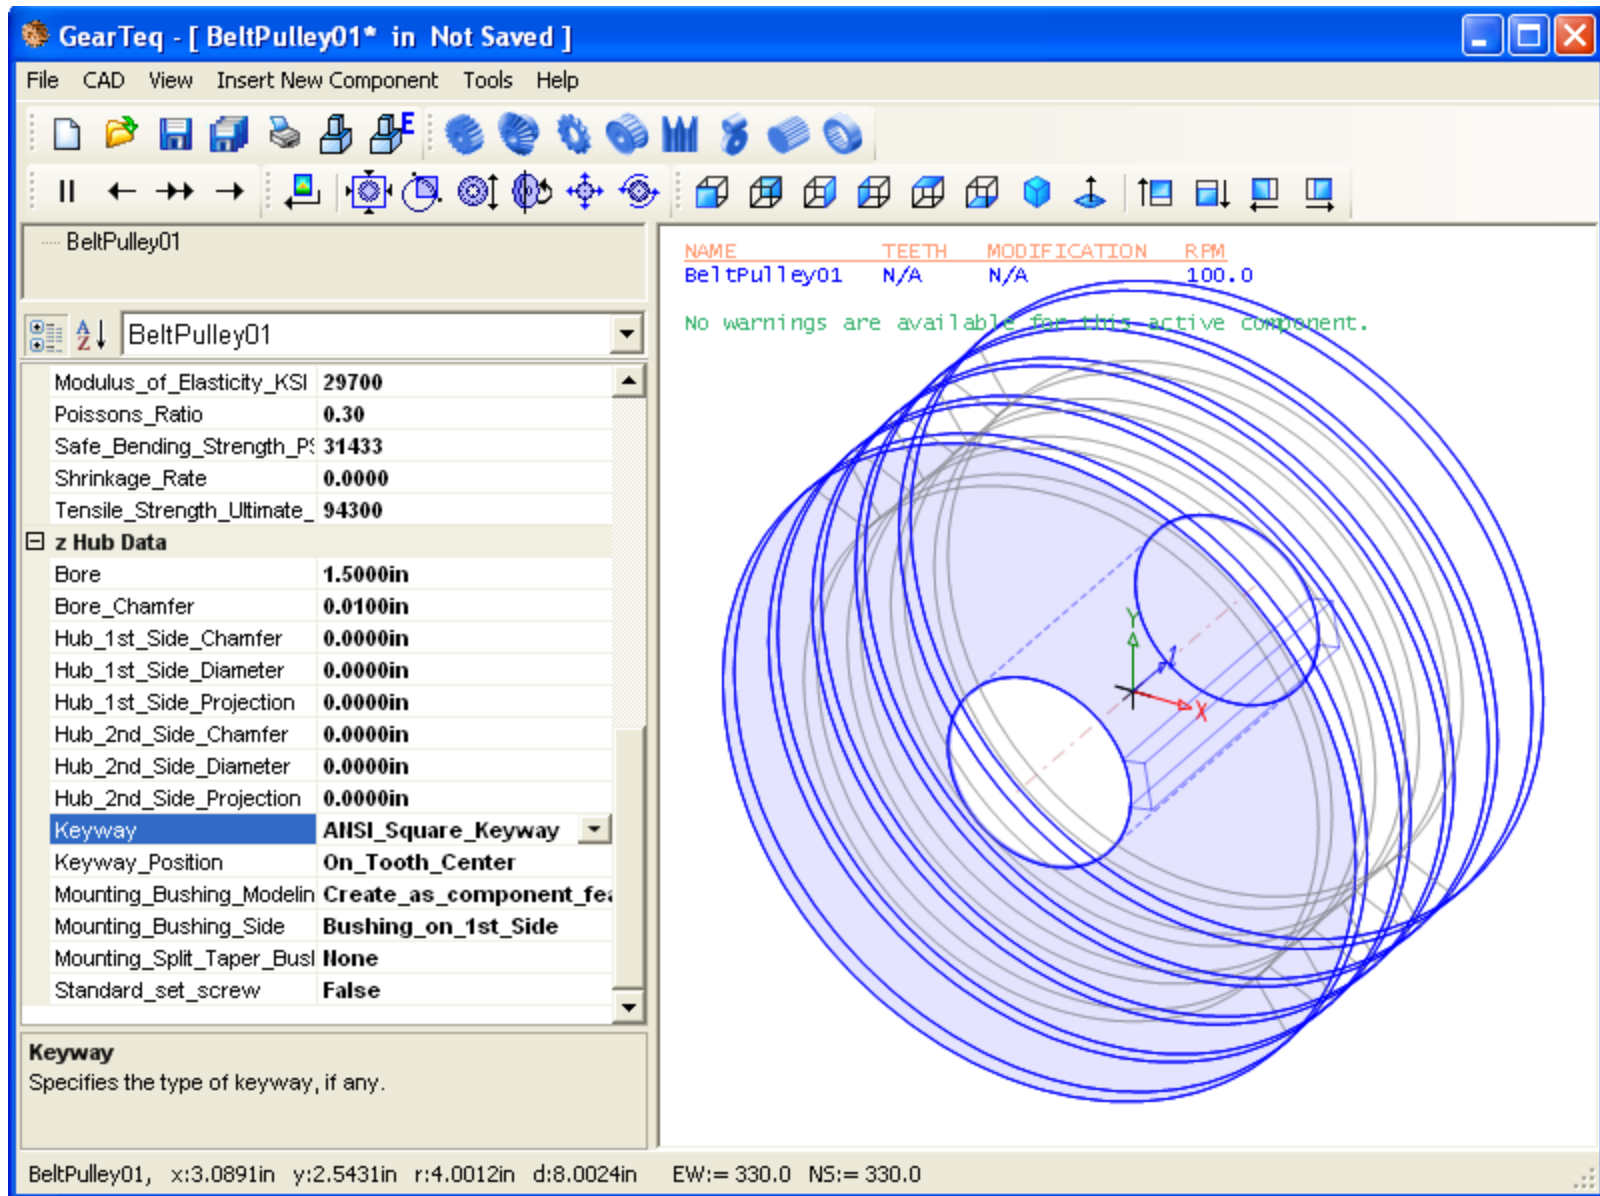 GearTeq - [ BeltPulley01* in Not Saved ]
File CAD View Insert New Component Tools Help
E
BeltPulley01
A Z BeltPulley01
Modulus_of_Elasticity_KSI 29700
Poissons_Ratio 0.30
Safe_Bending_Strength_PS 31433
Shrinkage_Rate 0.0000
Tensile_Strength_Ultimate_ 94300
z Hub Data
Bore 1.5000in
Bore_Chamfer 0.0100in
Hub_1st_Side_Chamfer 0.0000in
Hub_1st_Side_Diameter 0.0000in
Hub_1st_Side_Projection 0.0000in
Hub_2nd_Side_Chamfer 0.0000in
Hub_2nd_Side_Diameter 0.0000in
Hub_2nd_Side_Projection 0.0000in
Keyway ANSI_Square_Keyway
Keyway_Position On_Tooth_Center
Mounting_Bushing_Modelin Create_as_component_fea
Mounting_Bushing_Side Bushing_on_1st_Side
Mounting_Split_Taper_Busl None
Standard_set_screw False
Keyway
Specifies the type of keyway, if any.
NAME TEETH MODIFICATION RPM
BeltPulley01 N/A N/A 100.0
No warnings are available for this active component.
Y
X
BeltPulley01, x:3.0891in y:2.5431in r:4.0012in d:8.0024in EW:= 330.0 NS:= 330.0